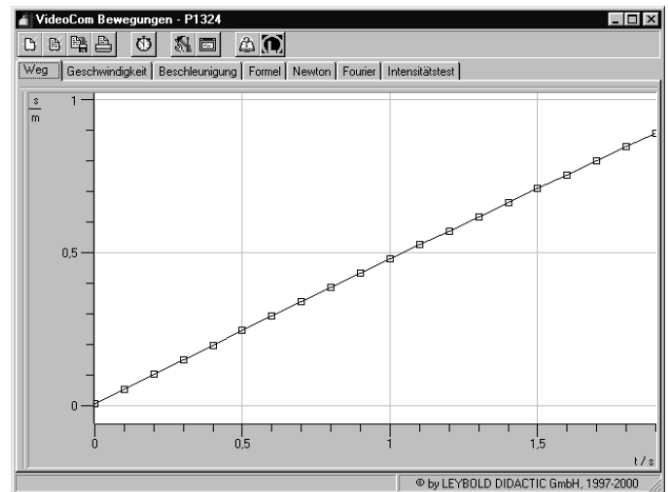 VideoCom Bewegungen - P1324
Weg Geschwindigkeit Beschleunigung Formel Newton Fourier Intensitätstest
s
m
1
0,5
0
0 0,5 1 1,5
t / s
© by LEYBOLD DIDACTIC GmbH, 1997-2000